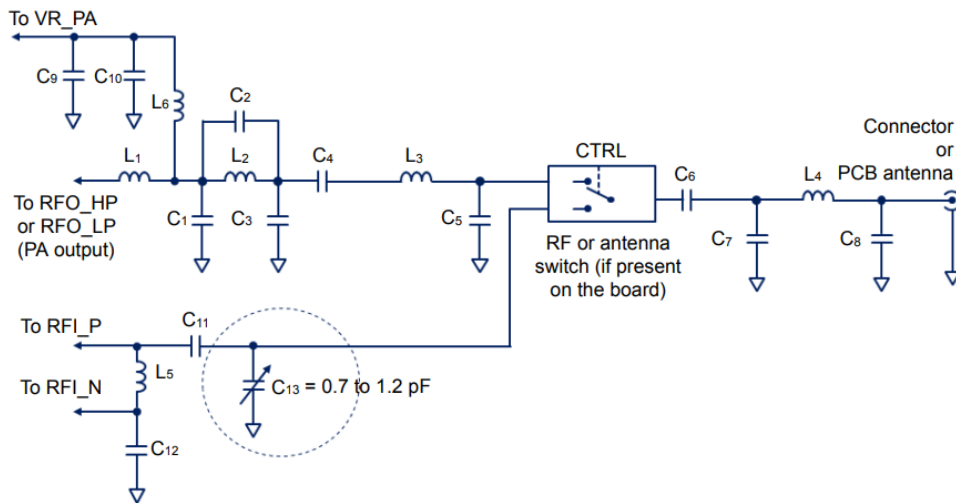 To VR_PA
C9
C10
L6
C2
L1
L2
C4
L3
CTRL
C6
L4
Connector
or
PCB antenna
To RFO_HP
or RFO_LP
(PA output)
C1
C3
C5
RF or antenna
switch (if present
on the board)
C7
C8
To RFI_P
C11
L5
C13 = 0.7 to 1.2 pF
To RFI_N
C12